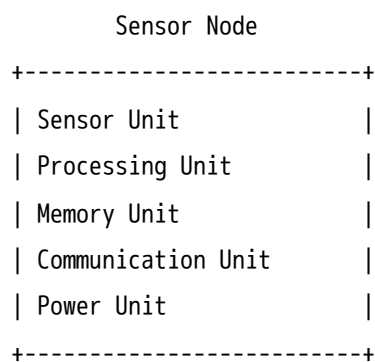 Sensor Node
+--------------------------+
| Sensor Unit              |
| Processing Unit          |
| Memory Unit              |
| Communication Unit       |
| Power Unit               |
+--------------------------+